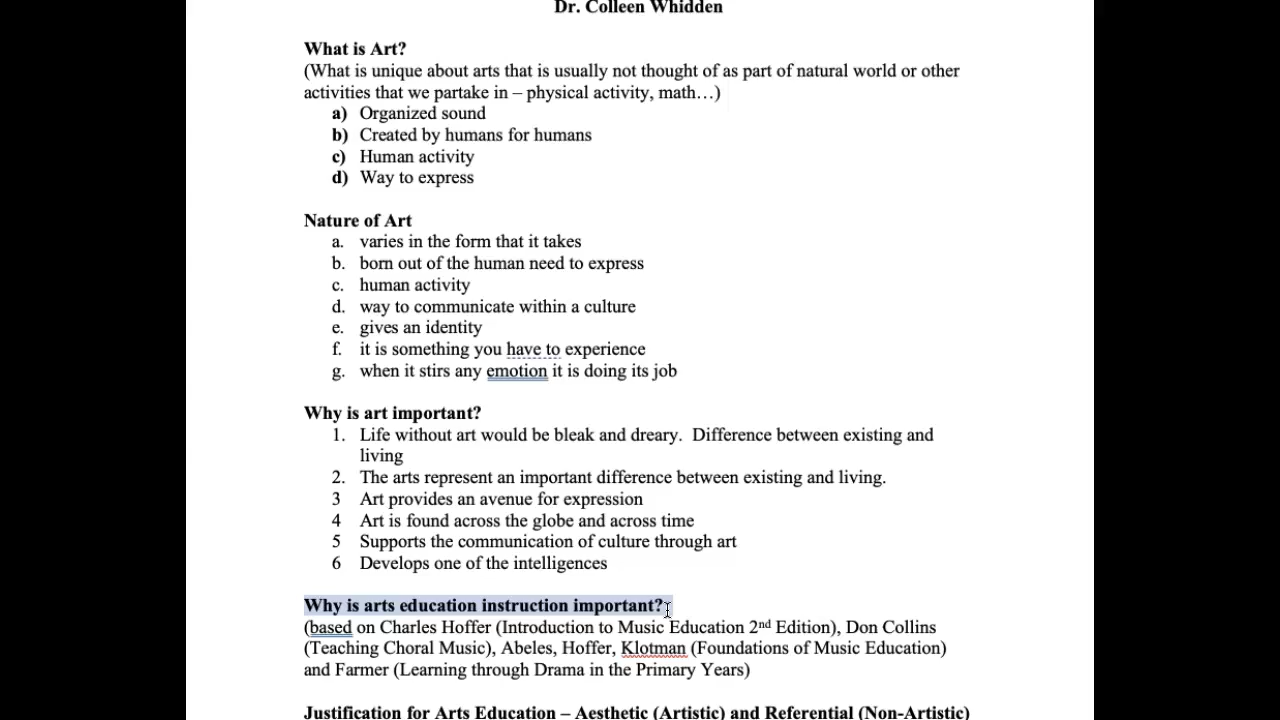 Dr. Colleen Whidden
What is Art?
(What is unique about arts that is usually not thought of as part of natural world or other
activities that we partake in – physical activity, math…)
a) Organized sound
b) Created by humans for humans
c) Human activity
d) Way to express
Nature of Art
a. varies in the form that it takes
b. born out of the human need to express
c. human activity
d. way to communicate within a culture
e. gives an identity
f. it is something you have to experience
g. when it stirs any emotion it is doing its job
Why is art important?
1. Life without art would be bleak and dreary.  Difference between existing and
living
2. The arts represent an important difference between existing and living.
3 Art provides an avenue for expression
4 Art is found across the globe and across time
5 Supports the communication of culture through art
6 Develops one of the intelligences
Why is arts education instruction important?
(based on Charles Hoffer (Introduction to Music Education 2nd Edition), Don Collins
(Teaching Choral Music), Abeles, Hoffer, Klotman (Foundations of Music Education)
and Farmer (Learning through Drama in the Primary Years)
Justification for Arts Education – Aesthetic (Artistic) and Referential (Non-Artistic)